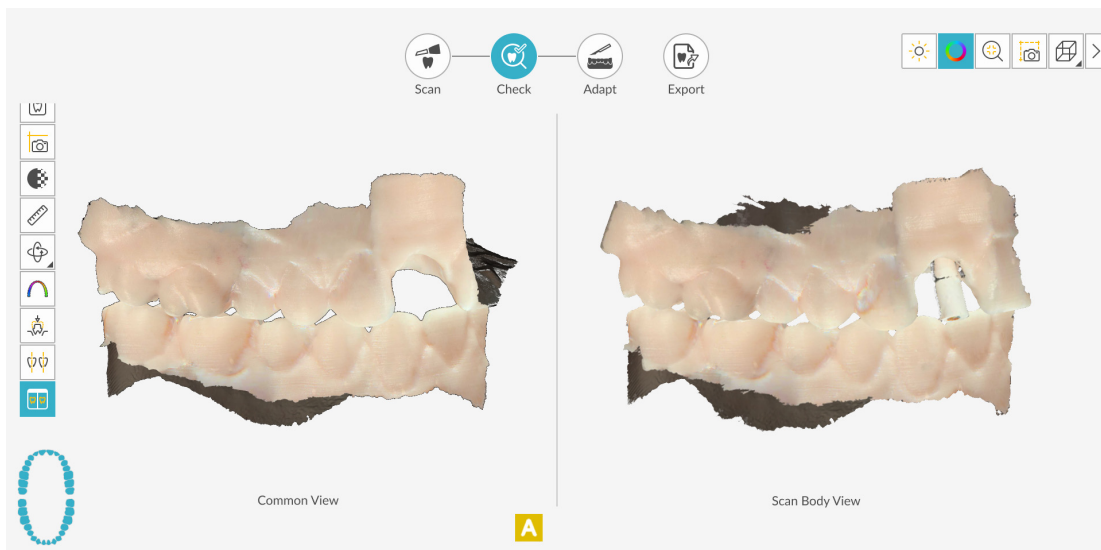 Scan
Check
Adapt
Export
Common View
Scan Body View
A